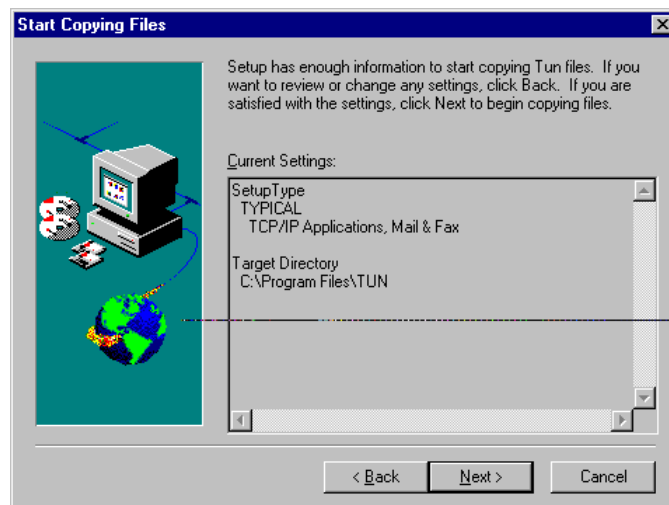 Start Copying Files
Setup has enough information to start copying Tun files. If you
want to review or change any settings, click Back. If you are
satisfied with the settings, click Next to begin copying files.
Current Settings:
SetupType
TYPICAL
TCP/IP Applications, Mail & Fax
Target Directory
C:\Program Files\TUN
< Back
Next >
Cancel